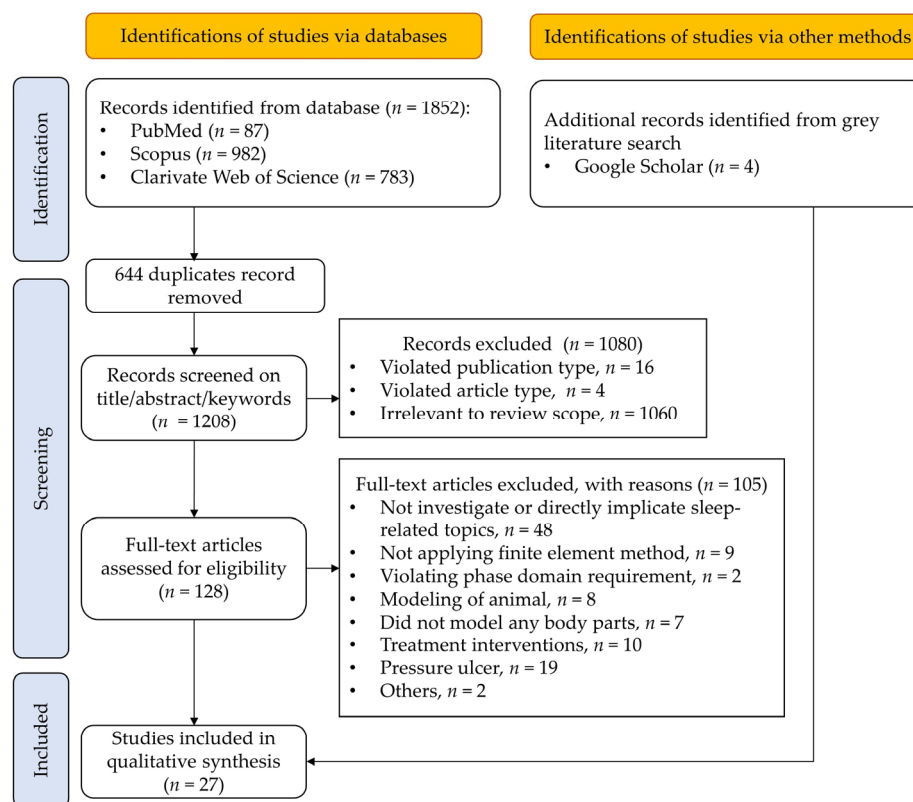 Identifications of studies via databases
Identifications of studies via other methods
Identification
Records identified from database (n = 1852):
• PubMed (n = 87)
• Scopus (n = 982)
• Clarivate Web of Science (n = 783)
Additional records identified from grey
literature search
• Google Scholar (n = 4)
Screening
644 duplicates record
removed
Records screened on
title/abstract/keywords
(n = 1208)
Records excluded (n = 1080)
• Violated publication type, n = 16
• Violated article type, n = 4
• Irrelevant to review scope, n = 1060
Full-text articles
assessed for eligibility
(n = 128)
Full-text articles excluded, with reasons (n = 105)
• Not investigate or directly implicate sleep-
related topics, n = 48
• Not applying finite element method, n = 9
• Violating phase domain requirement, n = 2
• Modeling of animal, n = 8
• Did not model any body parts, n = 7
• Treatment interventions, n = 10
• Pressure ulcer, n = 19
• Others, n = 2
Included
Studies included in
qualitative synthesis
(n = 27)